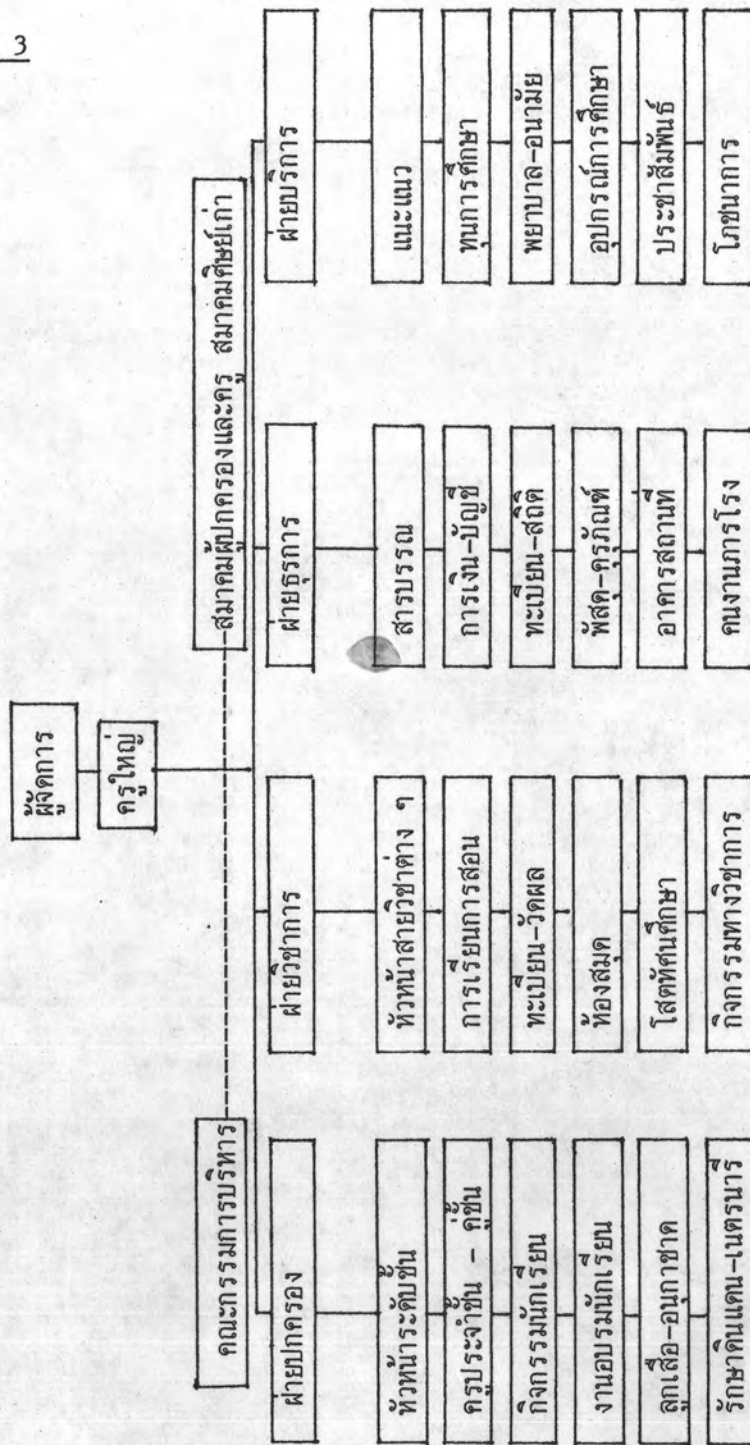 3
ผู้จัดการ
ครูใหญ่
คณะกรรมการบริหาร
สมาคมผู้ปกครองและครู สมาคมศิษย์เก่า
ฝ่ายปกครอง
หัวหน้าระดับชั้น
ครูประจำชั้น - คู่ชั้น
กิจกรรมนักเรียน
งานอบรมนักเรียน
ลูกเสือ-อนุกาชาด
รักษาดินแดน-เนตรนารี
ฝ่ายวิชาการ
หัวหน้าสายวิชาต่าง ๆ
การเรียนการสอน
ทะเบียน-วัดผล
ห้องสมุด
โสตทัศนศึกษา
กิจกรรมทางวิชาการ
ฝ่ายธุรการ
สารบรรณ
การเงิน-บัญชี
ทะเบียน-สถิติ
พัสดุ-ครุภัณฑ์
อาคารสถานที่
คนงานภารโรง
ฝ่ายบริการ
แนะแนว
ทุนการศึกษา
พยาบาล-อนามัย
อุปกรณ์การศึกษา
ประชาสัมพันธ์
โภชนาการ